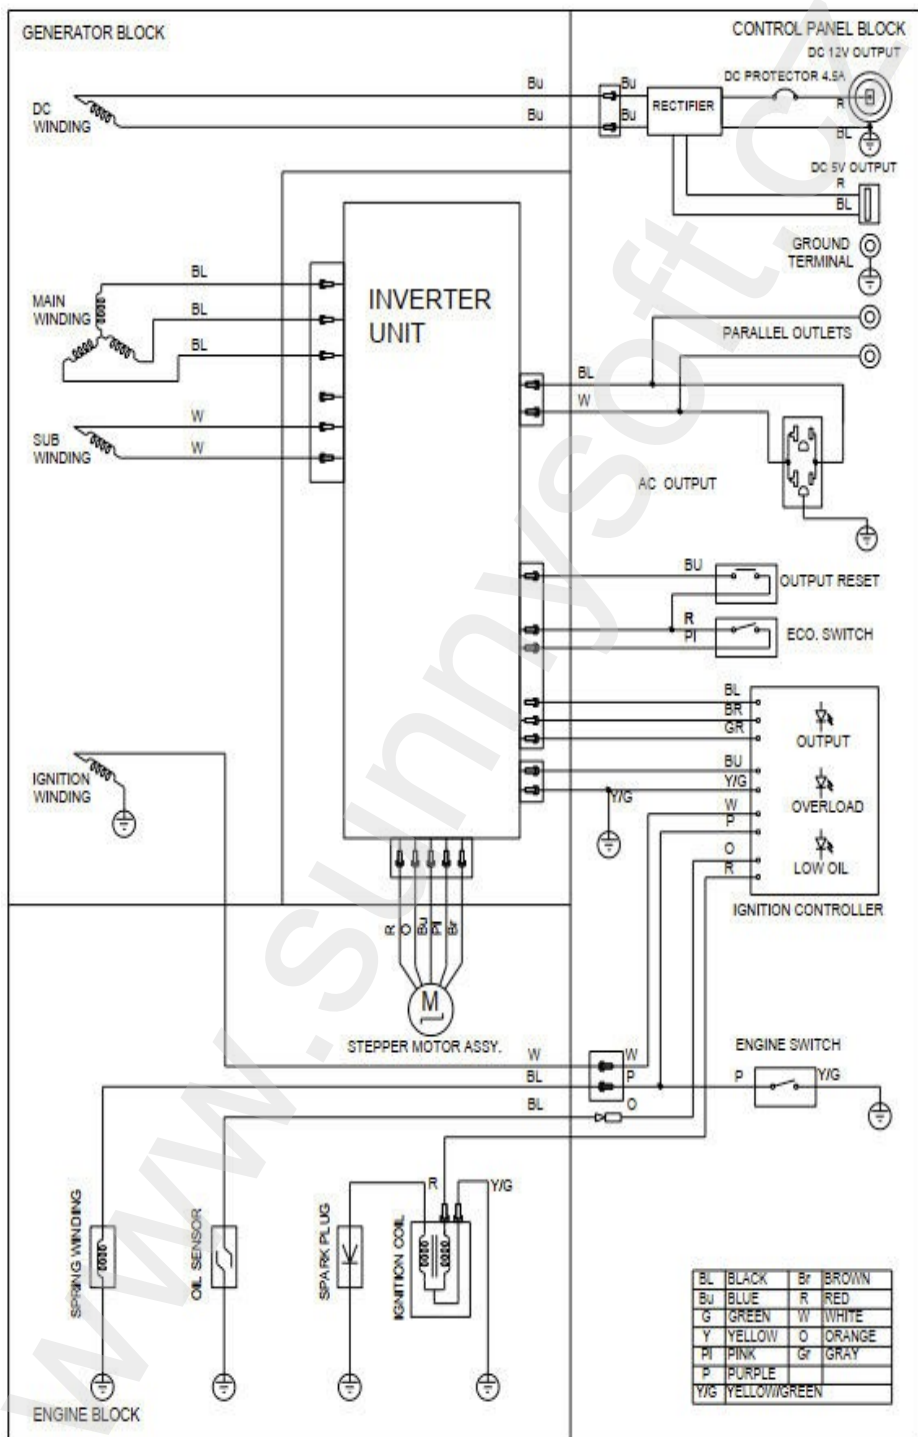 GENERATOR BLOCK
CONTROL PANEL BLOCK
DC 12V OUTPUT
DC PROTECTOR 4.5A
Bu
Bu
RECTIFIER
R
DC
WINDING
Bu
Bu
BL
DC 5V OUTPUT
R
BL
GROUND
TERMINAL
INVERTER
UNIT
MAIN
WINDING
BL
BL
BL
PARALLEL OUTLETS
BL
W
SUB
WINDING
W
W
AC OUTPUT
BU
OUTPUT RESET
R
PI
ECO. SWITCH
BL
BR
GR
OUTPUT
BU
Y/G
Y/G
OVERLOAD
W
P
O
R
LOW OIL
IGNITION CONTROLLER
IGNITION
WINDING
R
O
Bu
PI
Br
M
STEPPER MOTOR ASSY.
ENGINE SWITCH
W
W
BL
P
P
Y/G
BL
O
R
Y/G
SPRING WINDING
OIL SENSOR
SPARK PLUG
IGNITION COIL
ENGINE BLOCK
BL BLACK Br BROWN
Bu BLUE R RED
G GREEN W WHITE
Y YELLOW O ORANGE
PI PINK Gr GRAY
P PURPLE
Y/G YELLOW/GREEN
www.sunnysoft.cz